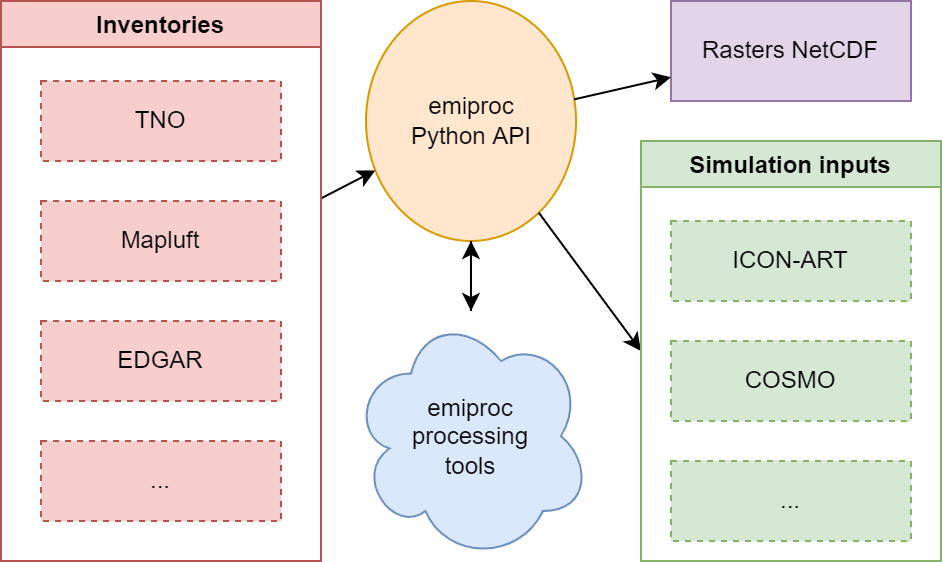 Inventories
TNO
Mapluft
EDGAR
...
emiproc
Python API
emiproc
processing
tools
Rasters NetCDF
Simulation inputs
ICON-ART
COSMO
...